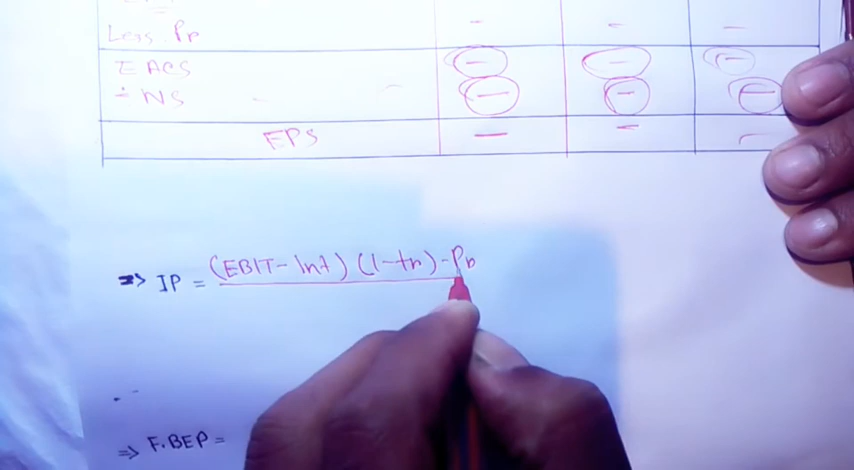 Less. Pr - - -
I ACS - - -
÷ NS - - -
EPS - - -
=> IP = (EBIT - Int) (1 - tr) - Pr
=> F.BEP =